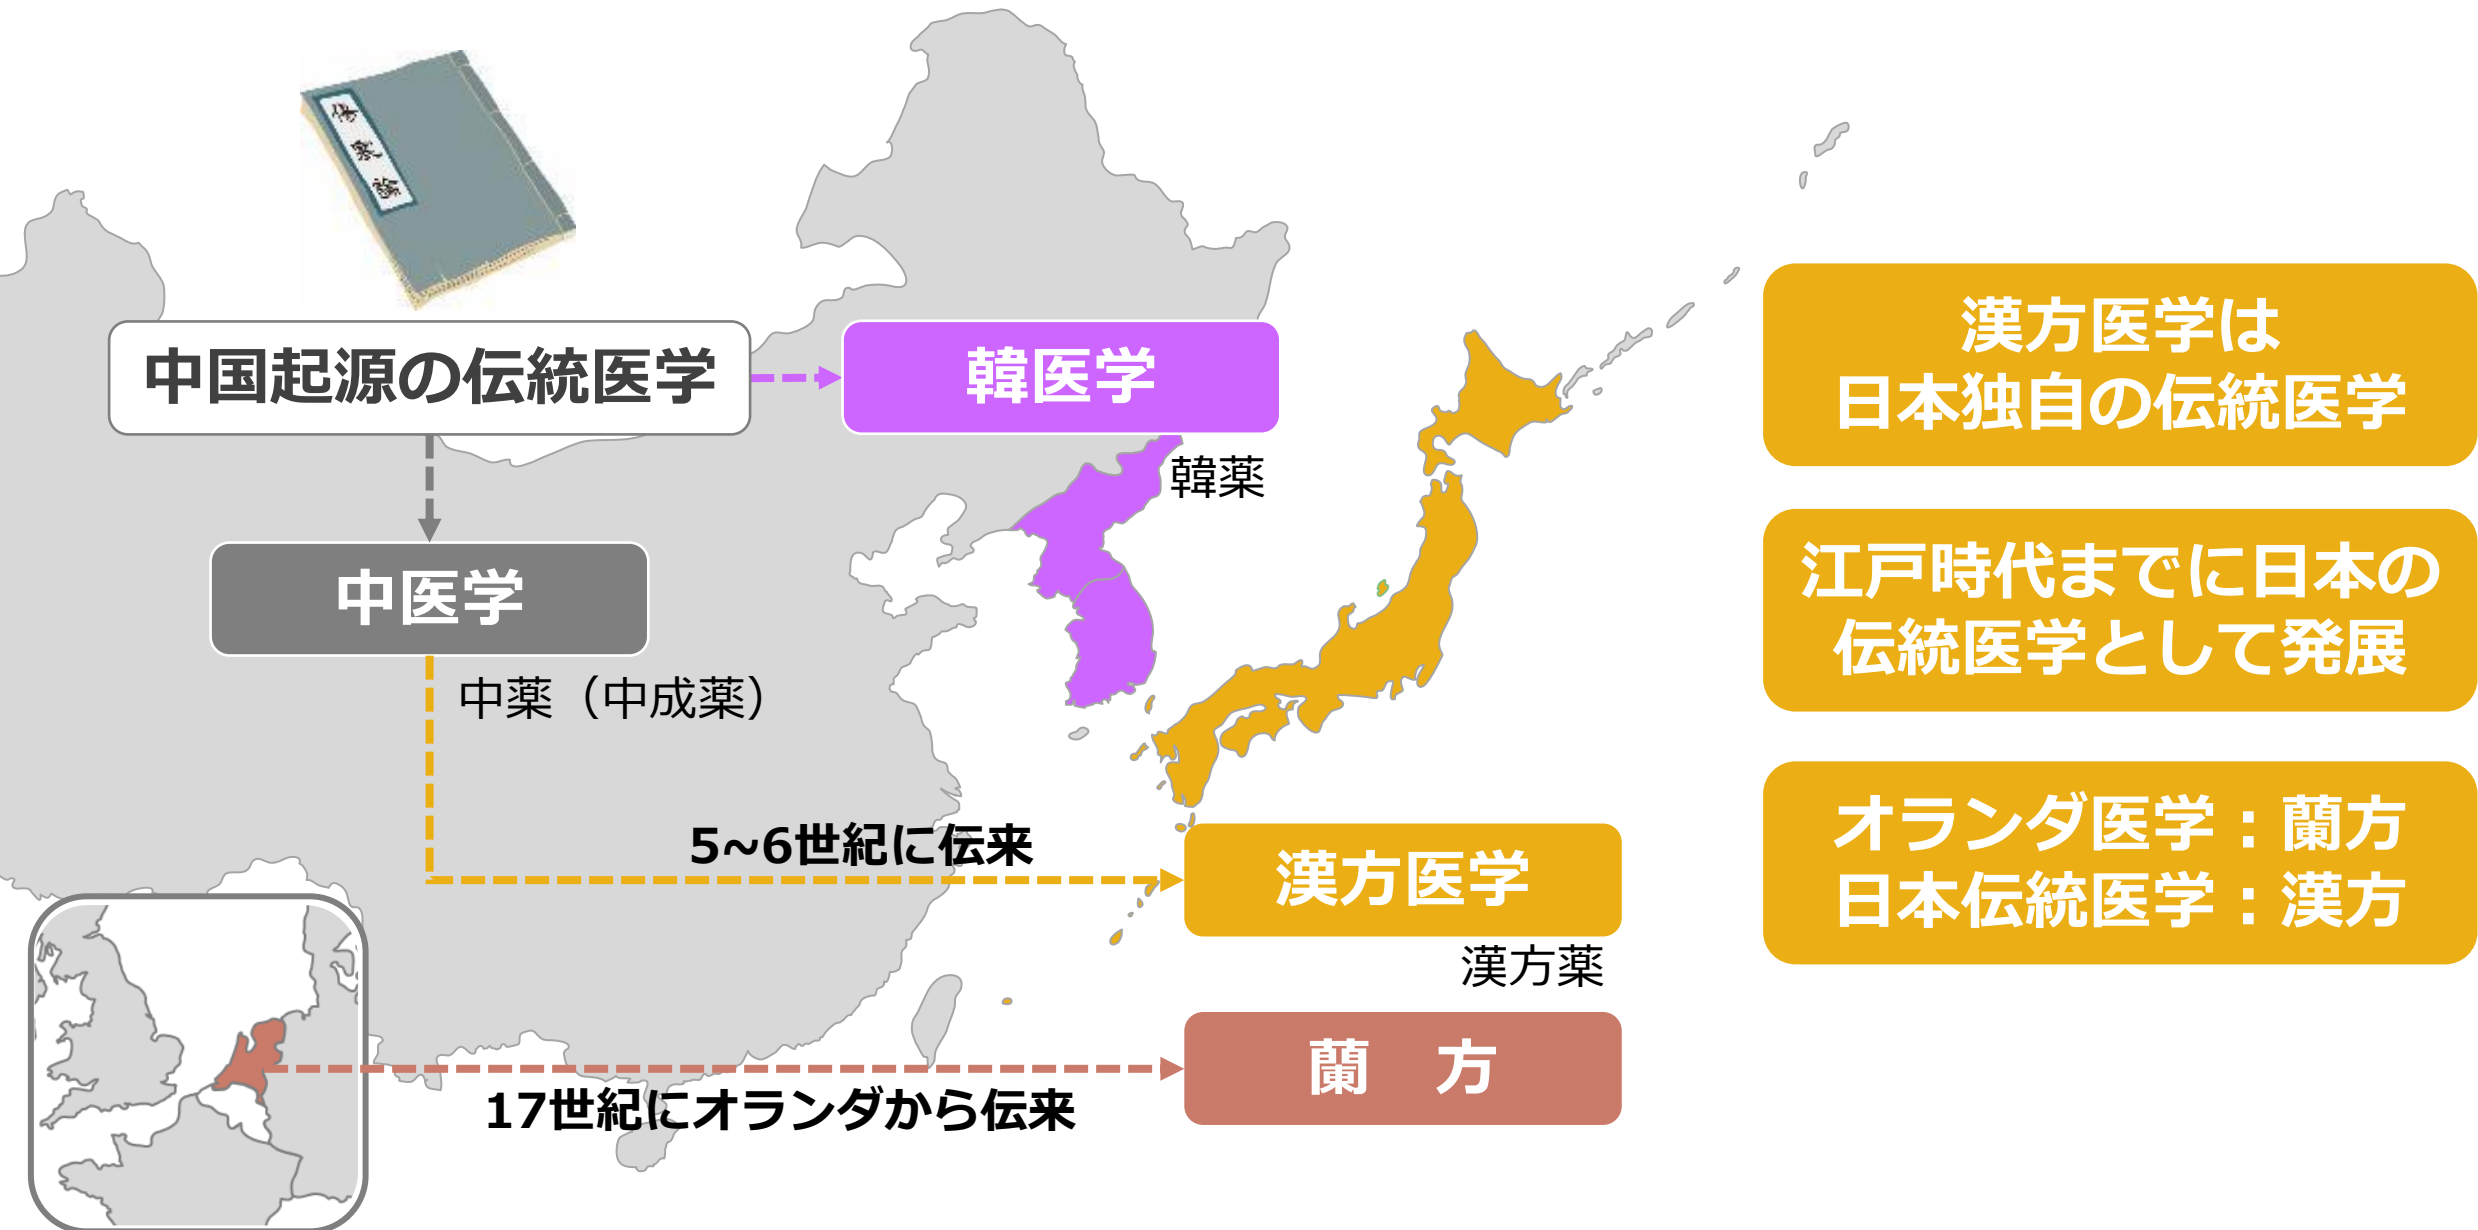 傷寒論
中国起源の伝統医学
韓医学
韓薬
中医学
中薬（中成薬）
5~6世紀に伝来
漢方医学
漢方薬
17世紀にオランダから伝来
蘭　方
漢方医学は
日本独自の伝統医学
江戸時代までに日本の
伝統医学として発展
オランダ医学：蘭方
日本伝統医学：漢方